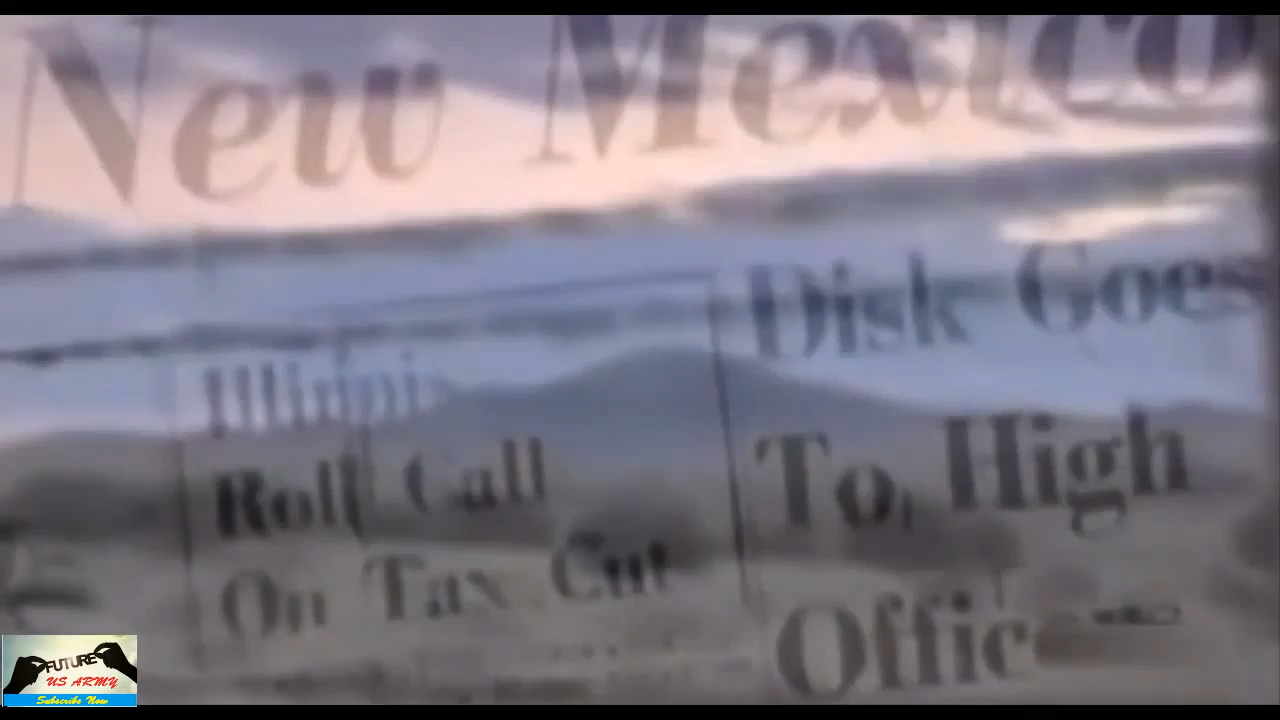 New Mexico
Disk Goes
To High
Offic
Illinois
Roll Call
On Tax Cut
FUTURE
US ARMY
Subscribe Now